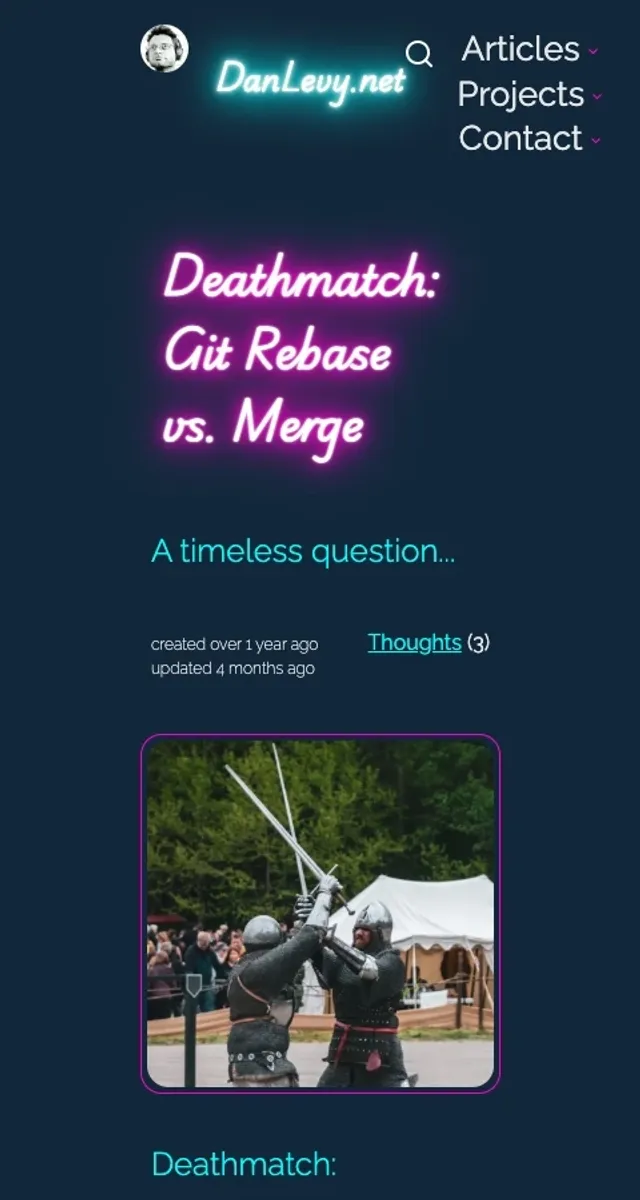 DanLevy.net
Articles
Projects
Contact
Deathmatch:
Git Rebase
vs. Merge
A timeless question...
created over 1 year ago
updated 4 months ago
Thoughts (3)
Deathmatch: